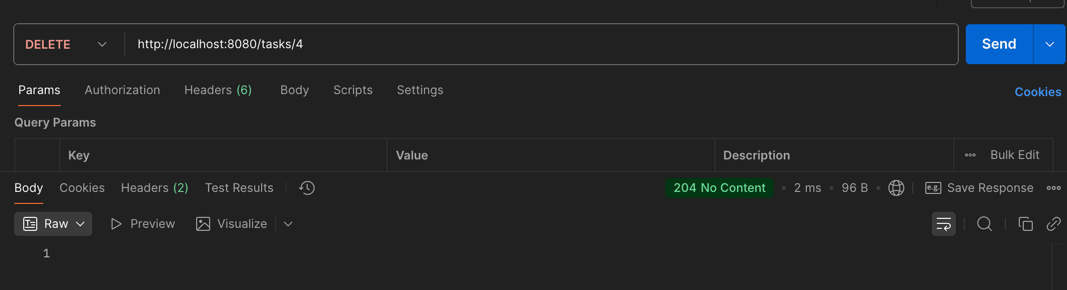 DELETE http://localhost:8080/tasks/4 Send
Params Authorization Headers (6) Body Scripts Settings Cookies
Query Params
Key Value Description Bulk Edit
Body Cookies Headers (2) Test Results 204 No Content 2 ms 96 B e.g. Save Response
Raw Preview Visualize
1